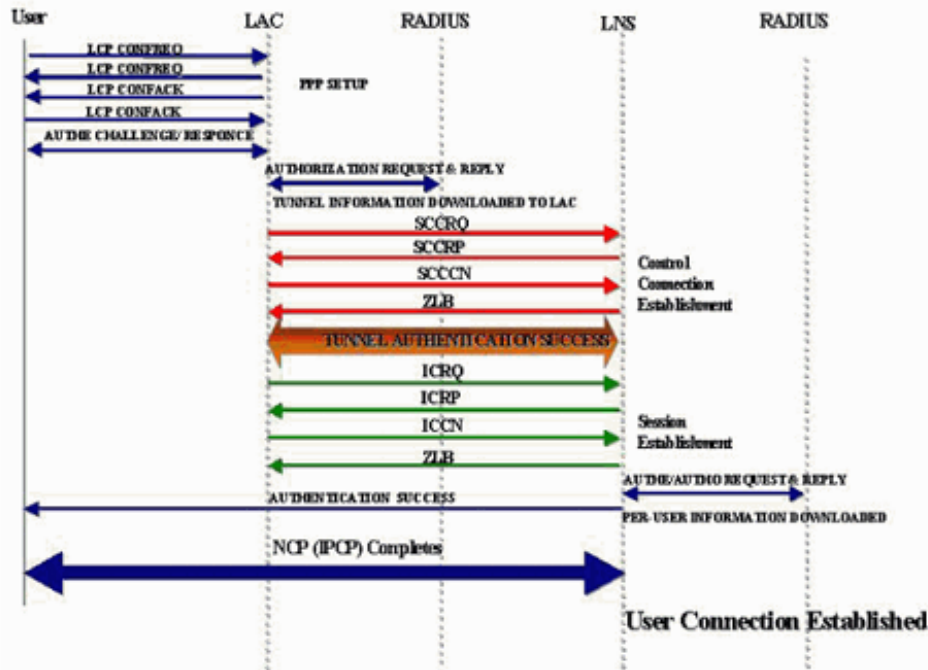 User
LAC
RADIUS
LNS
RADIUS
LCP CONFREQ
LCP CONFREQ
PPP SETUP
LCP CONFACK
LCP CONFACK
AUTHE CHALLENGE/RESPONCE
AUTHORIZATION REQUEST & REPLY
TUNNEL INFORMATION DOWNLOADED TO LAC
SCCRQ
SCCRP
SCCCN
ZLB
Control
Connection
Establishment
TUNNEL AUTHENTICATION SUCCESS
ICRQ
ICRP
ICCN
ZLB
Session
Establishment
AUTHE/AUTHO REQUEST & REPLY
AUTHENTICATION SUCCESS
PER-USER INFORMATION DOWNLOADED
NCP (IPCP) Completes
User Connection Established